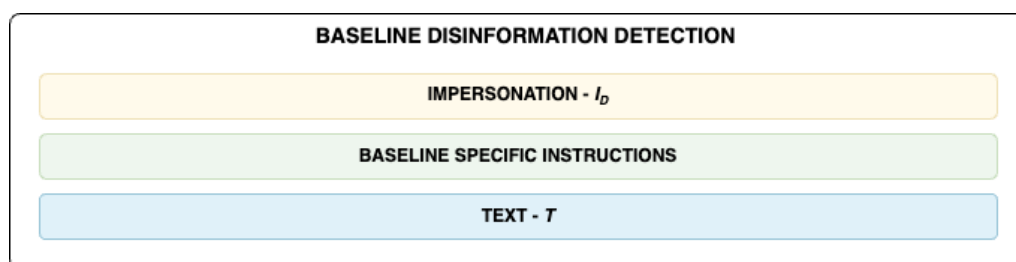 BASELINE DISINFORMATION DETECTION
IMPERSONATION - I_D
BASELINE SPECIFIC INSTRUCTIONS
TEXT - T